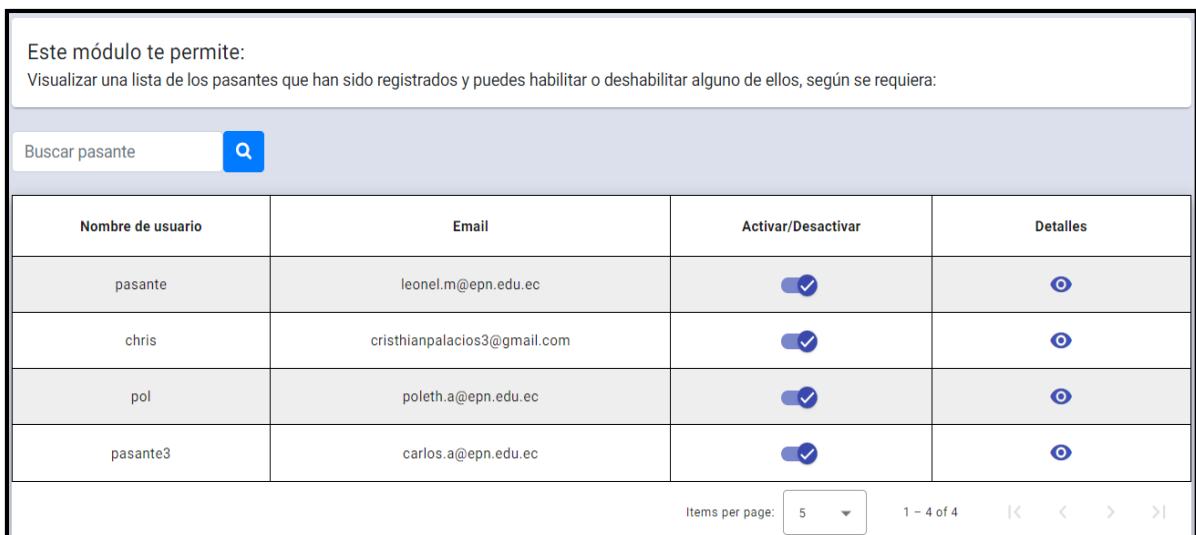 Este módulo te permite:
Visualizar una lista de los pasantes que han sido registrados y puedes habilitar o deshabilitar alguno de ellos, según se requiera:
Buscar pasante
Nombre de usuario Email Activar/Desactivar Detalles
pasante leonel.m@epn.edu.ec
chris cristhianpalacios3@gmail.com
pol poleth.a@epn.edu.ec
pasante3 carlos.a@epn.edu.ec
Items per page: 5 1 – 4 of 4